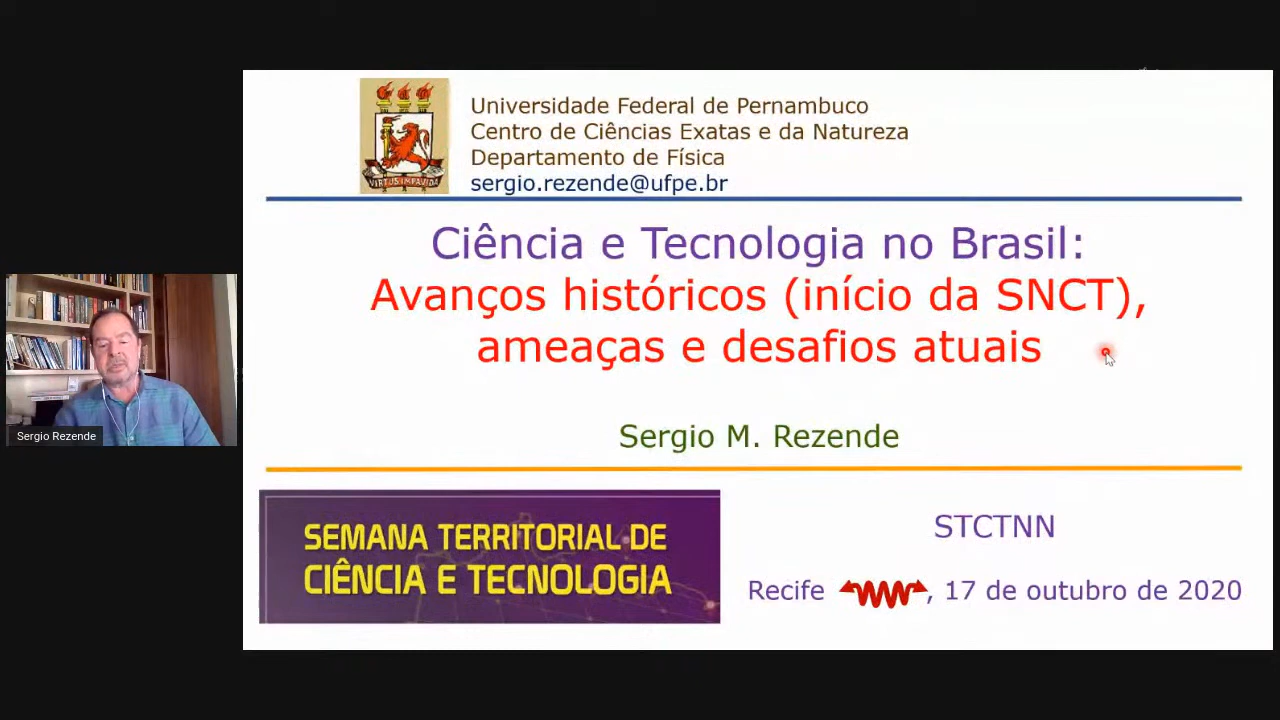 Universidade Federal de Pernambuco
Centro de Ciências Exatas e da Natureza
Departamento de Física
sergio.rezende@ufpe.br
VIRTUS IMPAVIDA
Ciência e Tecnologia no Brasil:
Avanços históricos (início da SNCT),
ameaças e desafios atuais
Sergio M. Rezende
Sergio Rezende
SEMANA TERRITORIAL DE
CIÊNCIA E TECNOLOGIA
STCTNN
Recife , 17 de outubro de 2020